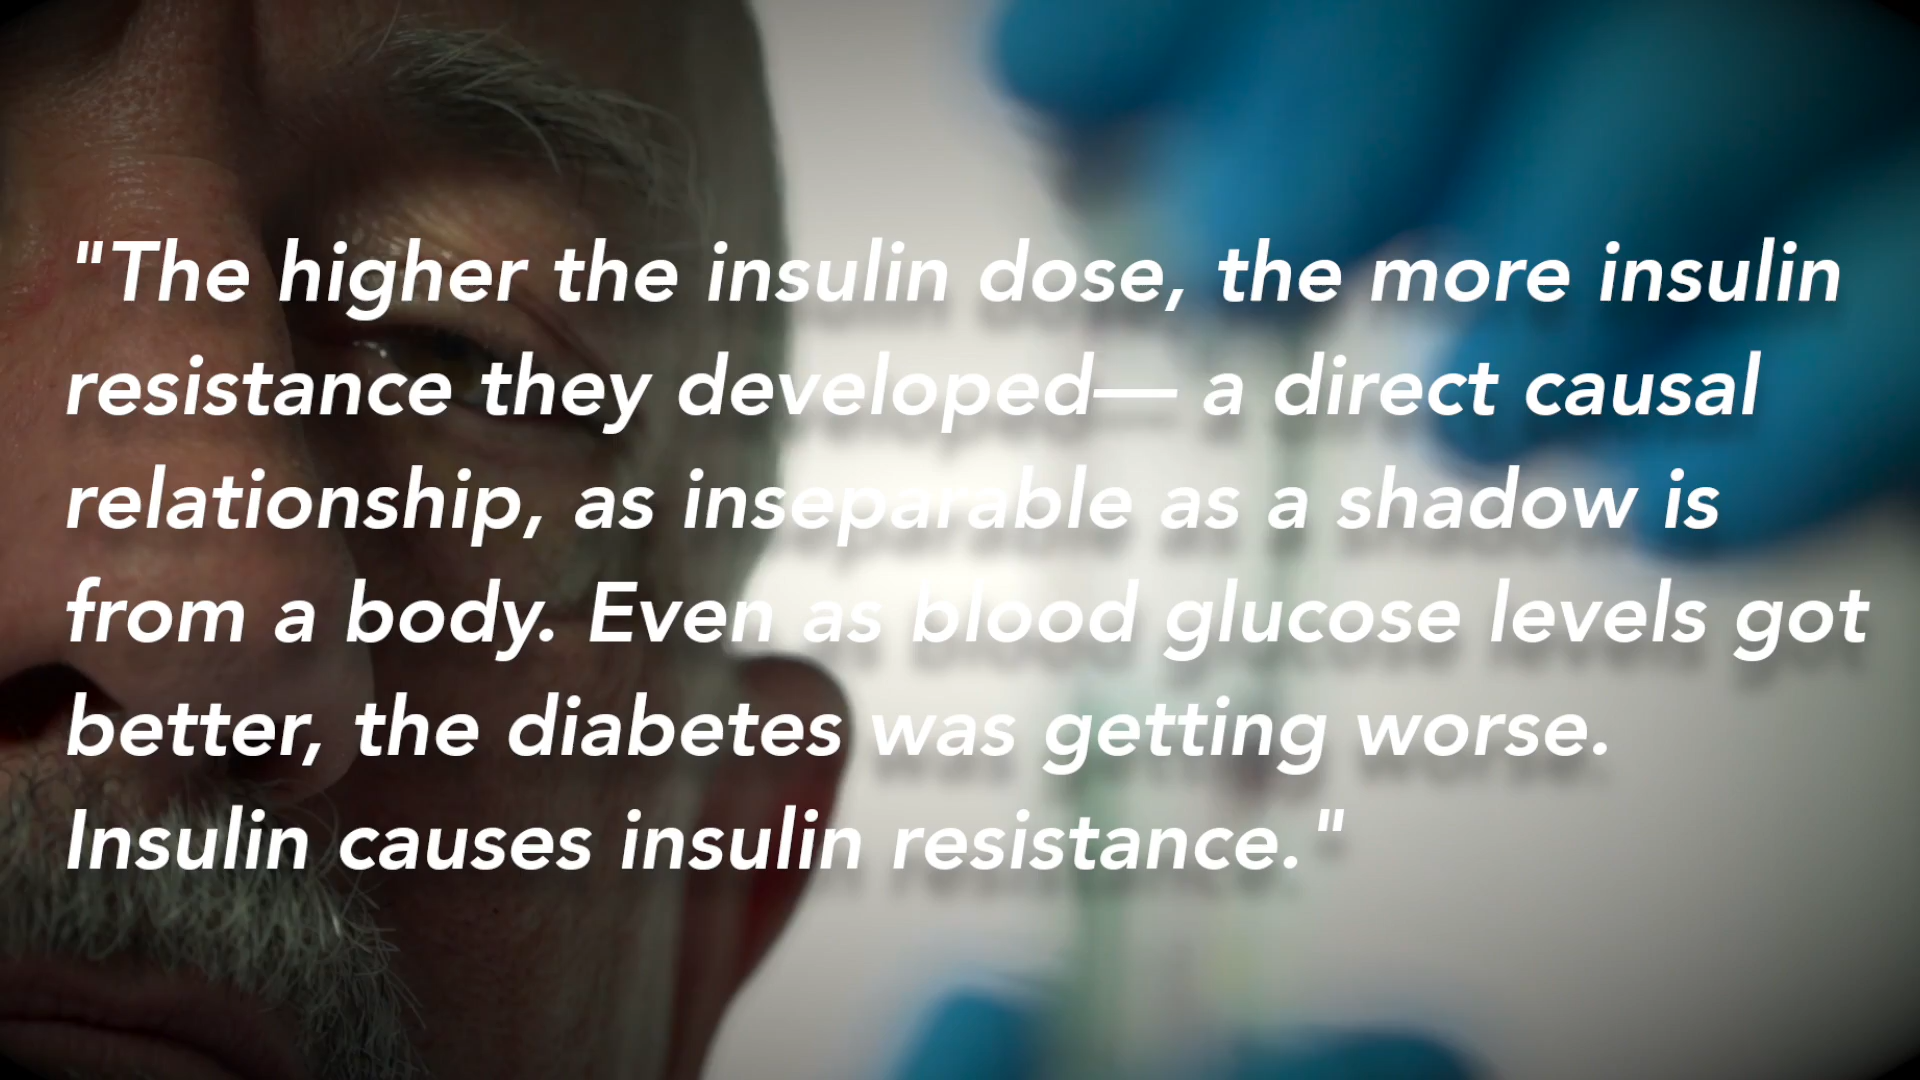 "The higher the insulin dose, the more insulin
resistance they developed— a direct causal
relationship, as inseparable as a shadow is
from a body. Even as blood glucose levels got
better, the diabetes was getting worse.
Insulin causes insulin resistance."